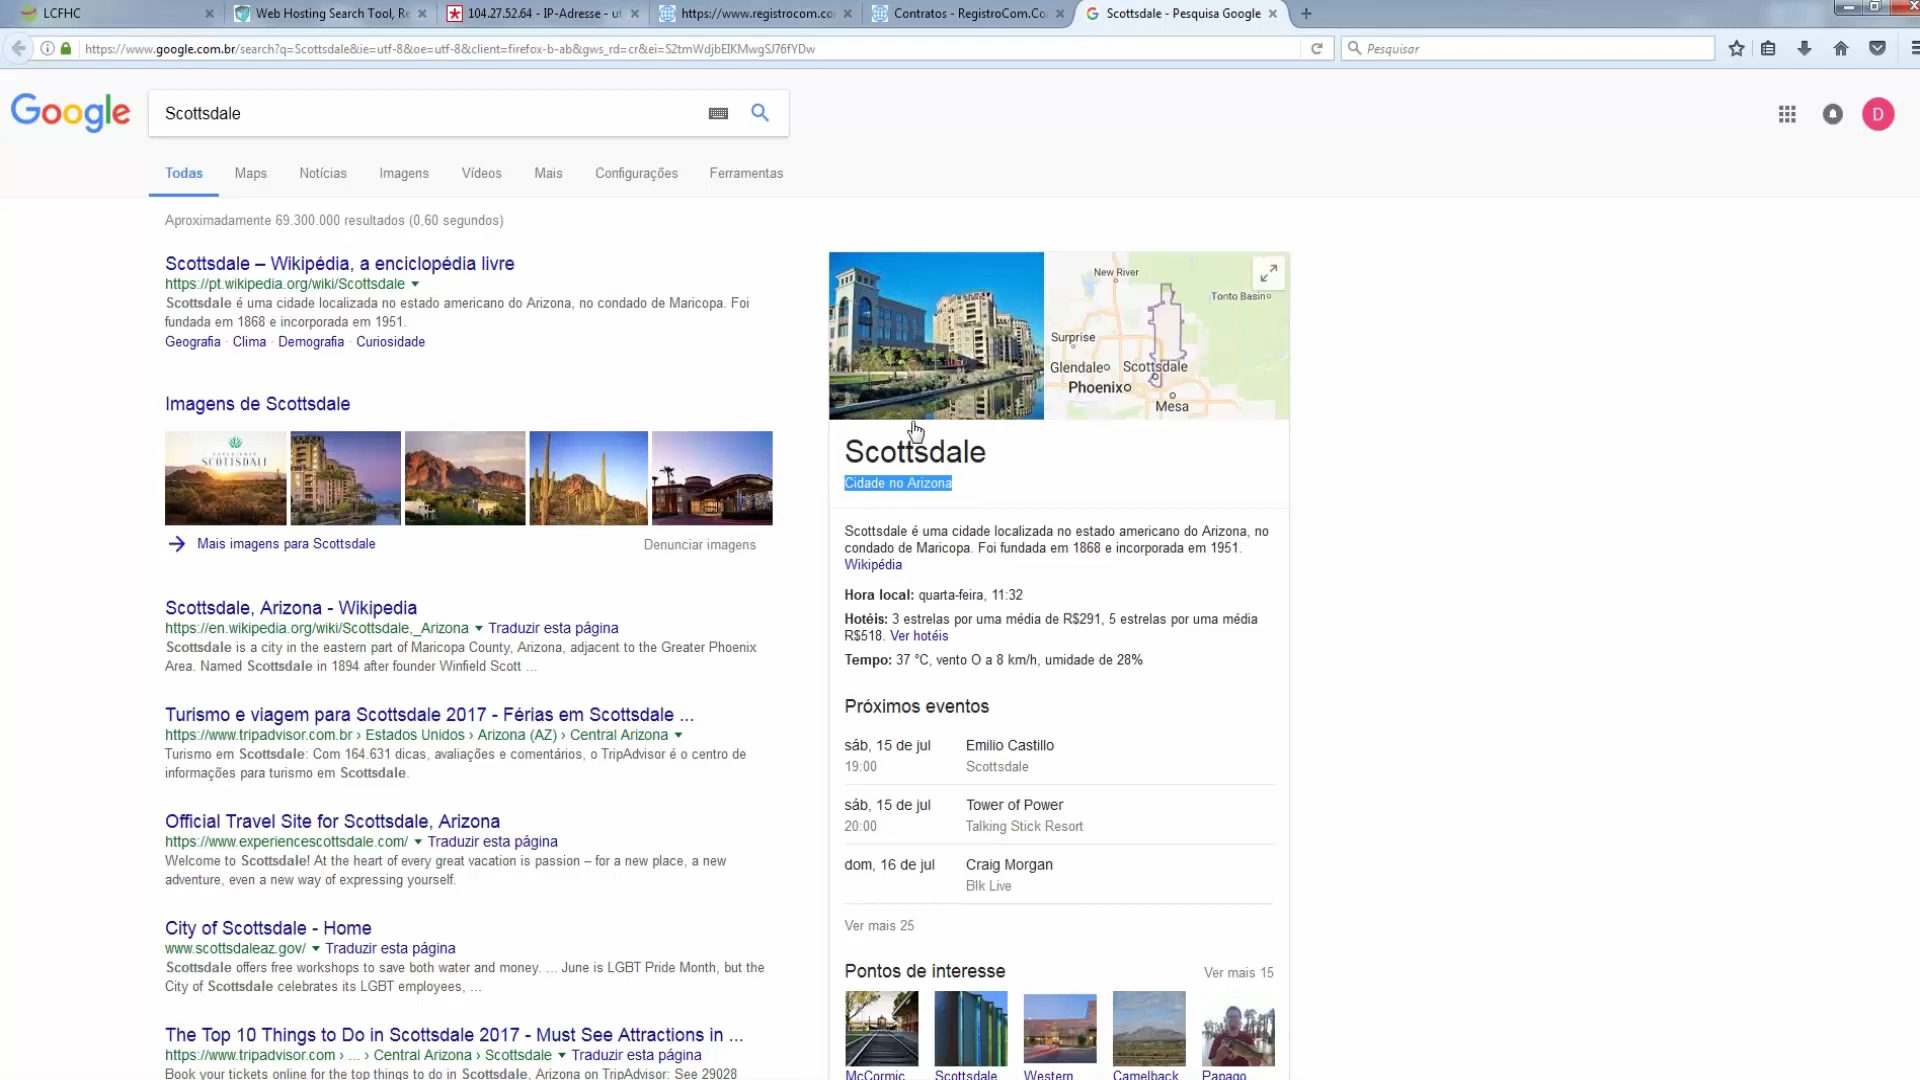 LCFHC
Web Hosting Search Tool, Re
104.27.52.64 - IP-Adresse - ut
https://www.registrocom.co
Contratos - RegistroCom.Co
Scottsdale - Pesquisa Google
https://www.google.com.br/search?q=Scottsdale&ie=utf-8&oe=utf-8&client=firefox-b-ab&gws_rd=cr&ei=S2tmWdjbEIKMwgSJ76fYDw
Pesquisar
Google
Scottsdale
D
Todas Maps Notícias Imagens Vídeos Mais Configurações Ferramentas
Aproximadamente 69.300.000 resultados (0,60 segundos)
Scottsdale – Wikipédia, a enciclopédia livre
https://pt.wikipedia.org/wiki/Scottsdale
Scottsdale é uma cidade localizada no estado americano do Arizona, no condado de Maricopa. Foi
fundada em 1868 e incorporada em 1951.
Geografia · Clima · Demografia · Curiosidade
Imagens de Scottsdale
SCOTTSDALE
Mais imagens para Scottsdale
Denunciar imagens
Scottsdale, Arizona - Wikipedia
https://en.wikipedia.org/wiki/Scottsdale,_Arizona Traduzir esta página
Scottsdale is a city in the eastern part of Maricopa County, Arizona, adjacent to the Greater Phoenix
Area. Named Scottsdale in 1894 after founder Winfield Scott ...
Turismo e viagem para Scottsdale 2017 - Férias em Scottsdale ...
https://www.tripadvisor.com.br › Estados Unidos › Arizona (AZ) › Central Arizona
Turismo em Scottsdale: Com 164.631 dicas, avaliações e comentários, o TripAdvisor é o centro de
informações para turismo em Scottsdale.
Official Travel Site for Scottsdale, Arizona
https://www.experiencescottsdale.com/ Traduzir esta página
Welcome to Scottsdale! At the heart of every great vacation is passion – for a new place, a new
adventure, even a new way of expressing yourself.
City of Scottsdale - Home
www.scottsdaleaz.gov/ Traduzir esta página
Scottsdale offers free workshops to save both water and money. ... June is LGBT Pride Month, but the
City of Scottsdale celebrates its LGBT employees, ...
The Top 10 Things to Do in Scottsdale 2017 - Must See Attractions in ...
https://www.tripadvisor.com › ... › Central Arizona › Scottsdale Traduzir esta página
Book your tickets online for the top things to do in Scottsdale, Arizona on TripAdvisor: See 29028
New River
Tonto Basin
Surprise
Glendale
Scottsdale
Phoenix
Mesa
Scottsdale
Cidade no Arizona
Scottsdale é uma cidade localizada no estado americano do Arizona, no
condado de Maricopa. Foi fundada em 1868 e incorporada em 1951.
Wikipédia
Hora local: quarta-feira, 11:32
Hotéis: 3 estrelas por uma média de R$291, 5 estrelas por uma média
R$518. Ver hotéis
Tempo: 37 °C, vento O a 8 km/h, umidade de 28%
Próximos eventos
sáb, 15 de jul Emilio Castillo
19:00 Scottsdale
sáb, 15 de jul Tower of Power
20:00 Talking Stick Resort
dom, 16 de jul Craig Morgan
Blk Live
Ver mais 25
Pontos de interesse Ver mais 15
McCormic Scottsdale Western Camelback Papago